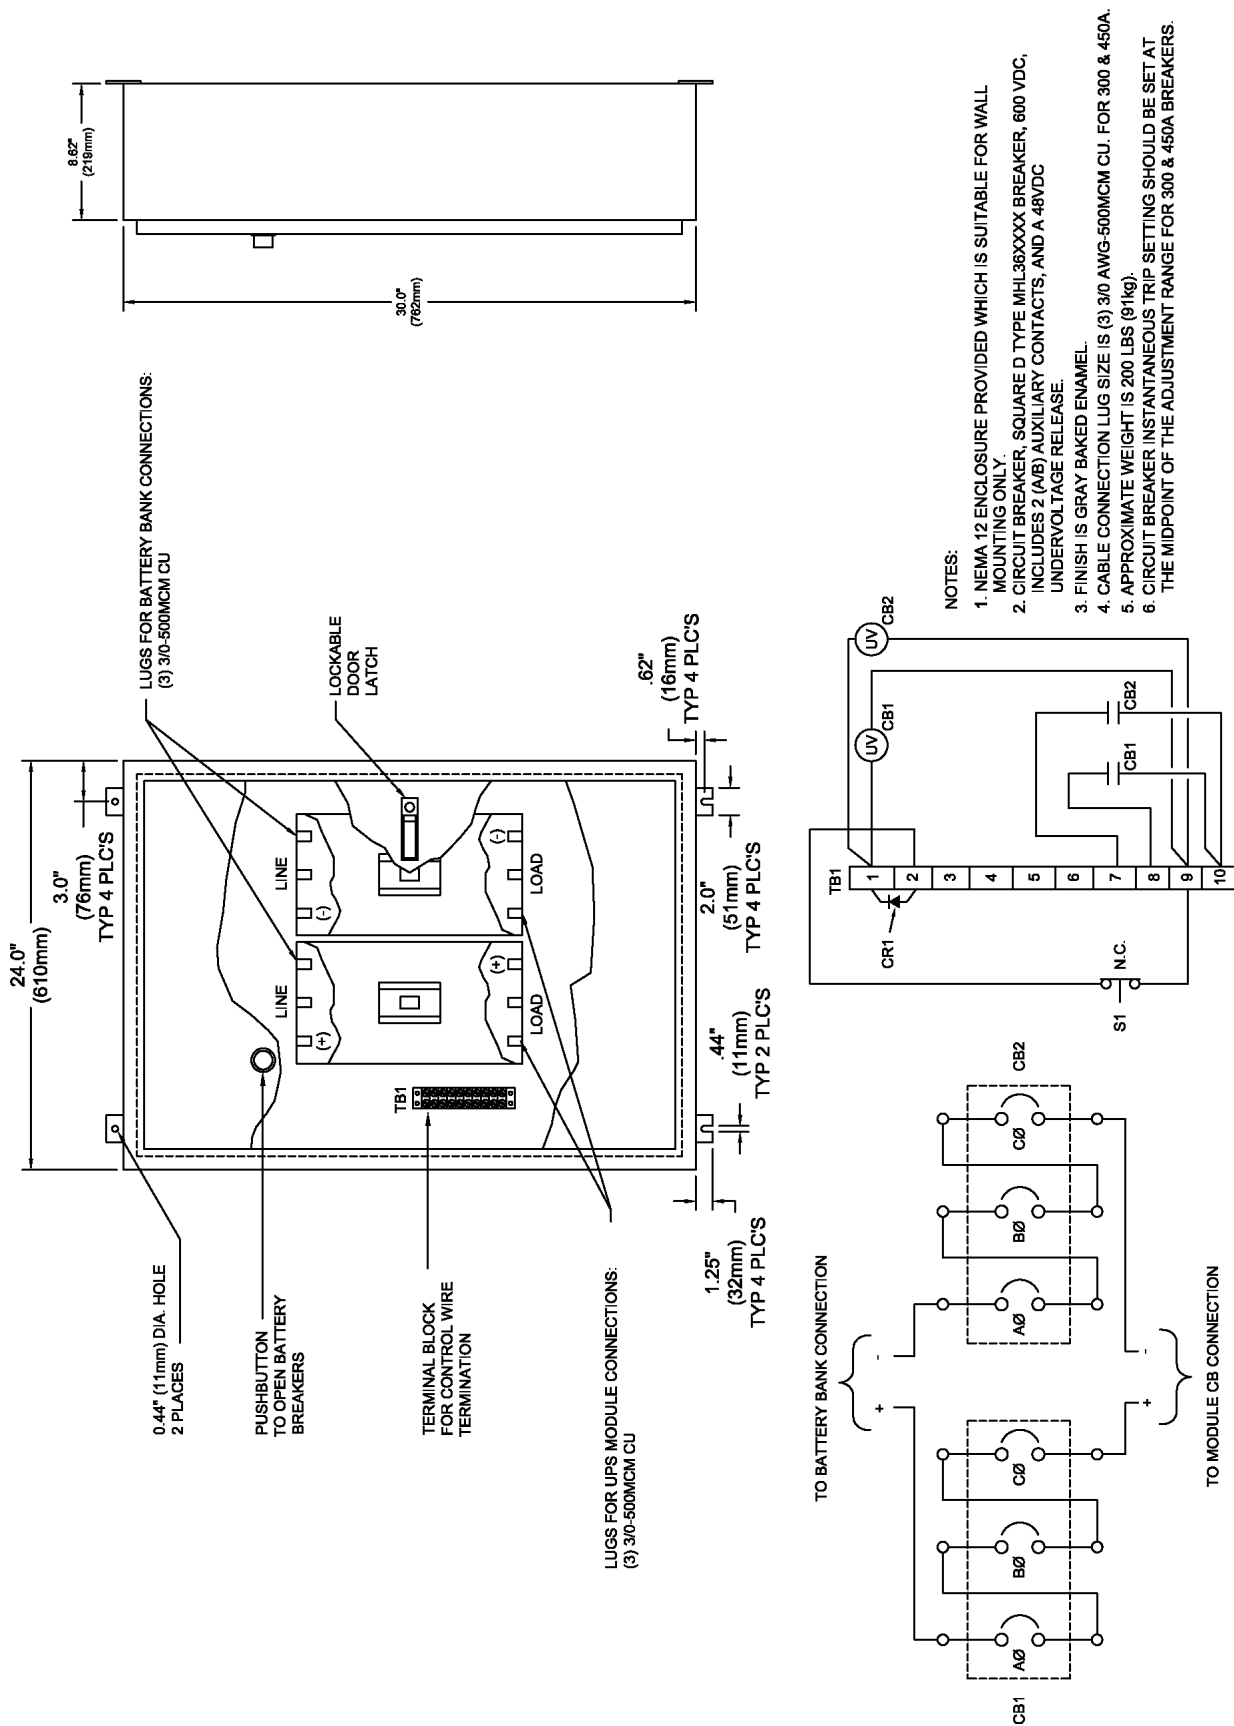 24.0"
(610mm)
3.0"
(76mm)
TYP 4 PLC'S
0.44" (11mm) DIA. HOLE
2 PLACES
PUSHBUTTON
TO OPEN BATTERY
BREAKERS
TERMINAL BLOCK
FOR CONTROL WIRE
TERMINATION
LUGS FOR UPS MODULE CONNECTIONS:
(3) 3/0-500MCM CU
TB1
LINE
LINE
(+)
(-)
(+)
(-)
LOAD
LOAD
LUGS FOR BATTERY BANK CONNECTIONS:
(3) 3/0-500MCM CU
LOCKABLE
DOOR
LATCH
1.25"
(32mm)
TYP 4 PLC'S
.44"
(11mm)
TYP 2 PLC'S
2.0"
(51mm)
TYP 4 PLC'S
.62"
(16mm)
TYP 4 PLC'S
8.62"
(219mm)
30.0"
(762mm)
TO BATTERY BANK CONNECTION
+
-
CB1
AØ
BØ
CØ
AØ
BØ
CØ
CB2
+
-
TO MODULE CB CONNECTION
S1
N.C.
CR1
TB1
1
2
3
4
5
6
7
8
9
10
UV
CB1
UV
CB2
CB1
CB2
NOTES:
1. NEMA 12 ENCLOSURE PROVIDED WHICH IS SUITABLE FOR WALL
MOUNTING ONLY.
2. CIRCUIT BREAKER, SQUARE D TYPE MHL36XXXX BREAKER, 600 VDC,
INCLUDES 2 (A/B) AUXILIARY CONTACTS, AND A 48VDC
UNDERVOLTAGE RELEASE.
3. FINISH IS GRAY BAKED ENAMEL.
4. CABLE CONNECTION LUG SIZE IS (3) 3/0 AWG-500MCM CU. FOR 300 & 450A.
5. APPROXIMATE WEIGHT IS 200 LBS (91kg).
6. CIRCUIT BREAKER INSTANTANEOUS TRIP SETTING SHOULD BE SET AT
THE MIDPOINT OF THE ADJUSTMENT RANGE FOR 300 & 450A BREAKERS.